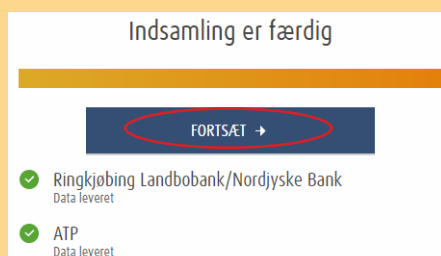 Indsamling er færdig
FORTSÆT →
Ringkjøbing Landbobank/Nordjyske Bank
Data leveret
ATP
Data leveret